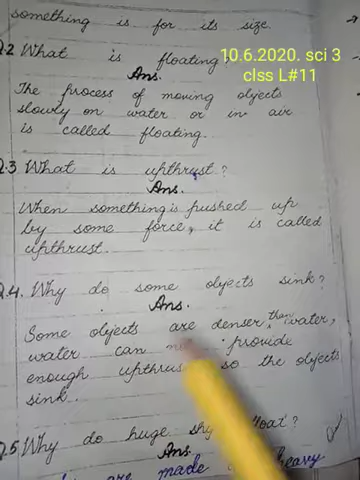 something is for its size.
Q.2 What is floating?
10.6.2020. sci 3
clss L#11
Ans.
The process of moving objects
slowly on water or in air
is called floating.
Q.3 What is upthrust?
Ans.
When something is pushed up
by some force, it is called
upthrust.
Q.4. Why do some objects sink?
Ans.
Some objects are denser than water,
water can provide
enough so the objects
sink.
Q.5 Why do huge float?
Ans.
are made heavy